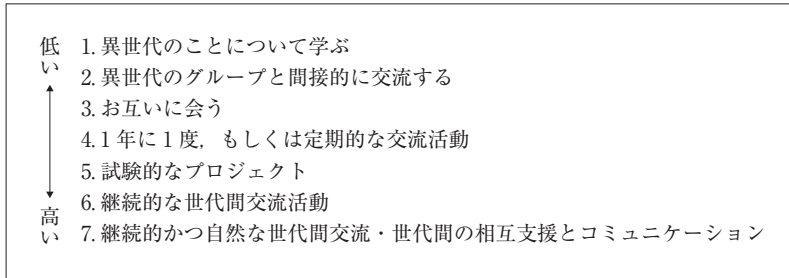 低い
1. 異世代のことについて学ぶ
2. 異世代のグループと間接的に交流する
3. お互いに会う
4. 1年に1度，もしくは定期的な交流活動
5. 試験的なプロジェクト
6. 継続的な世代間交流活動
高い
7. 継続的かつ自然な世代間交流・世代間の相互支援とコミュニケーション